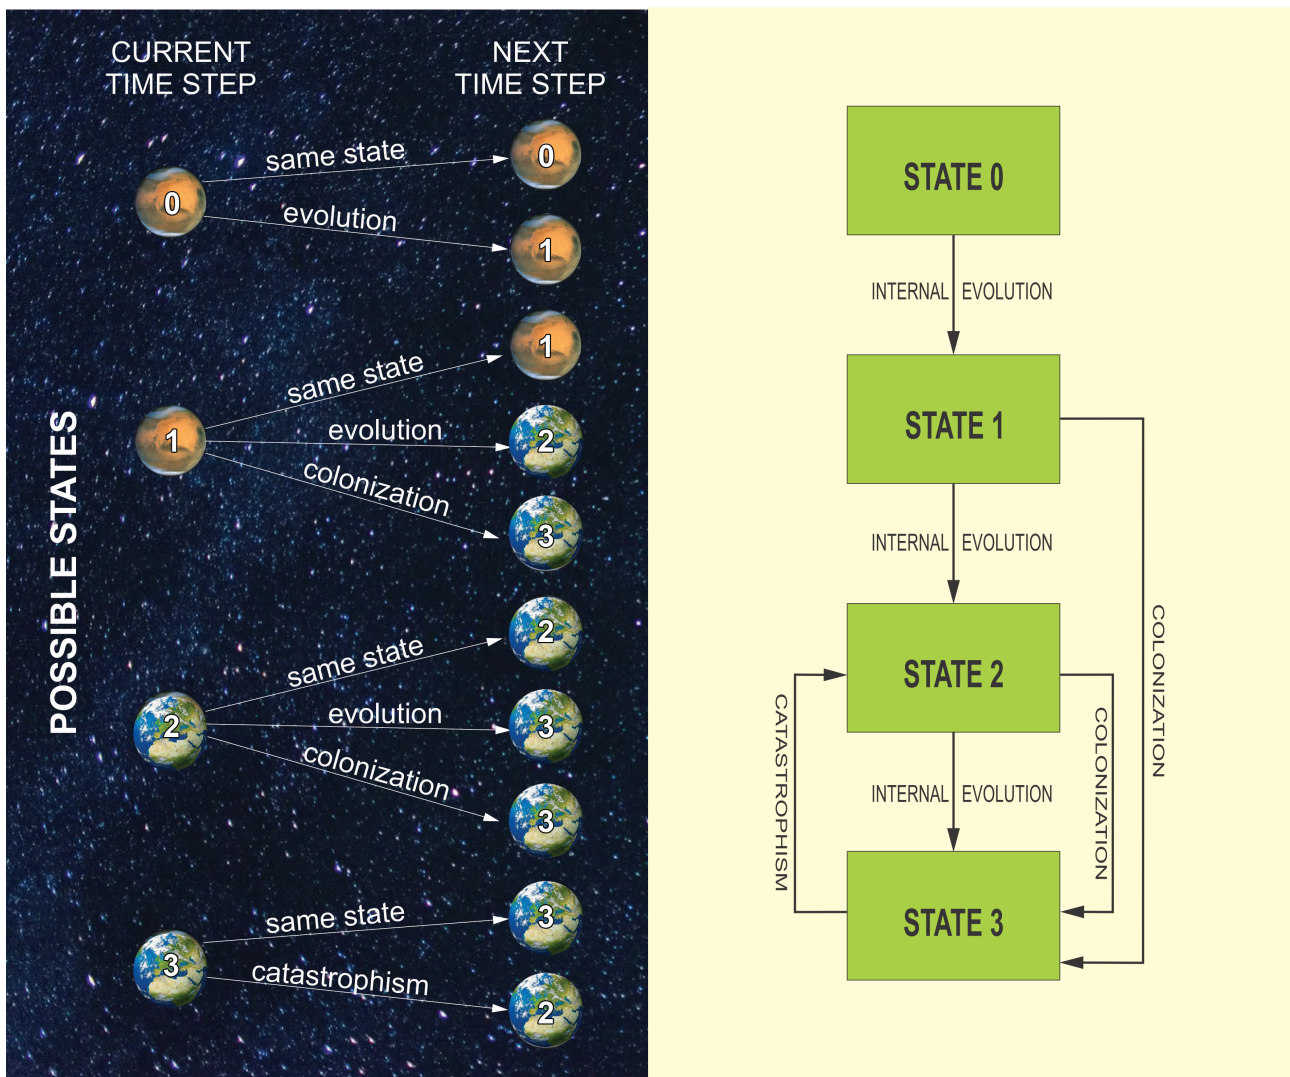 CURRENT
TIME STEP
NEXT
TIME STEP
POSSIBLE STATES
0
same state
0
evolution
1
1
same state
1
evolution
2
colonization
3
2
same state
2
evolution
3
colonization
3
3
same state
3
catastrophism
2
STATE 0
INTERNAL EVOLUTION
STATE 1
INTERNAL EVOLUTION
COLONIZATION
STATE 2
INTERNAL EVOLUTION
CATASTROPHISM
COLONIZATION
STATE 3